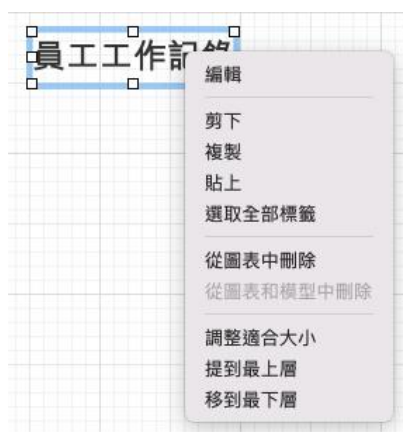 員工工作記錄
編輯
剪下
複製
貼上
選取全部標籤
從圖表中刪除
從圖表和模型中刪除
調整適合大小
提到最上層
移到最下層